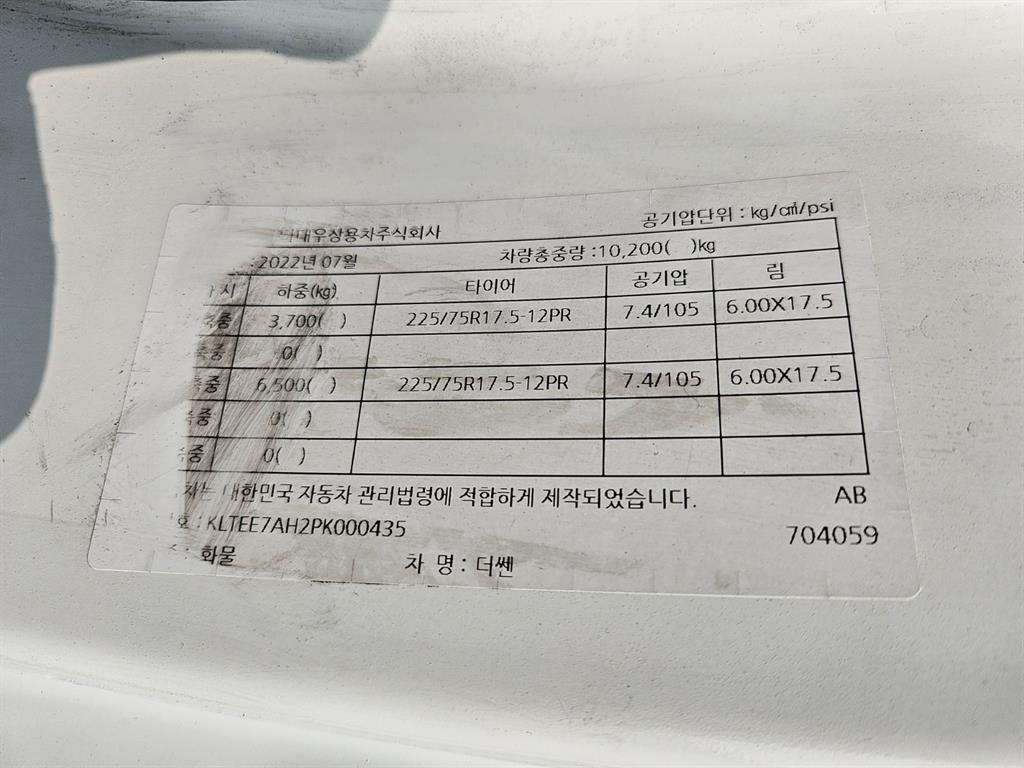 대우상용차주식회사 공기압단위 : kg/㎠/psi
2022년 07월 차량총중량 :10,200( )kg
하중(kg) 타이어 공기압 림
3,700( ) 225/75R17.5-12PR 7.4/105 6.00X17.5
0( )
6,500( ) 225/75R17.5-12PR 7.4/105 6.00X17.5
0( )
0( )
대한민국 자동차 관리법령에 적합하게 제작되었습니다. AB
: KLTEE7AH2PK000435 704059
: 화물 차 명 : 더쎈